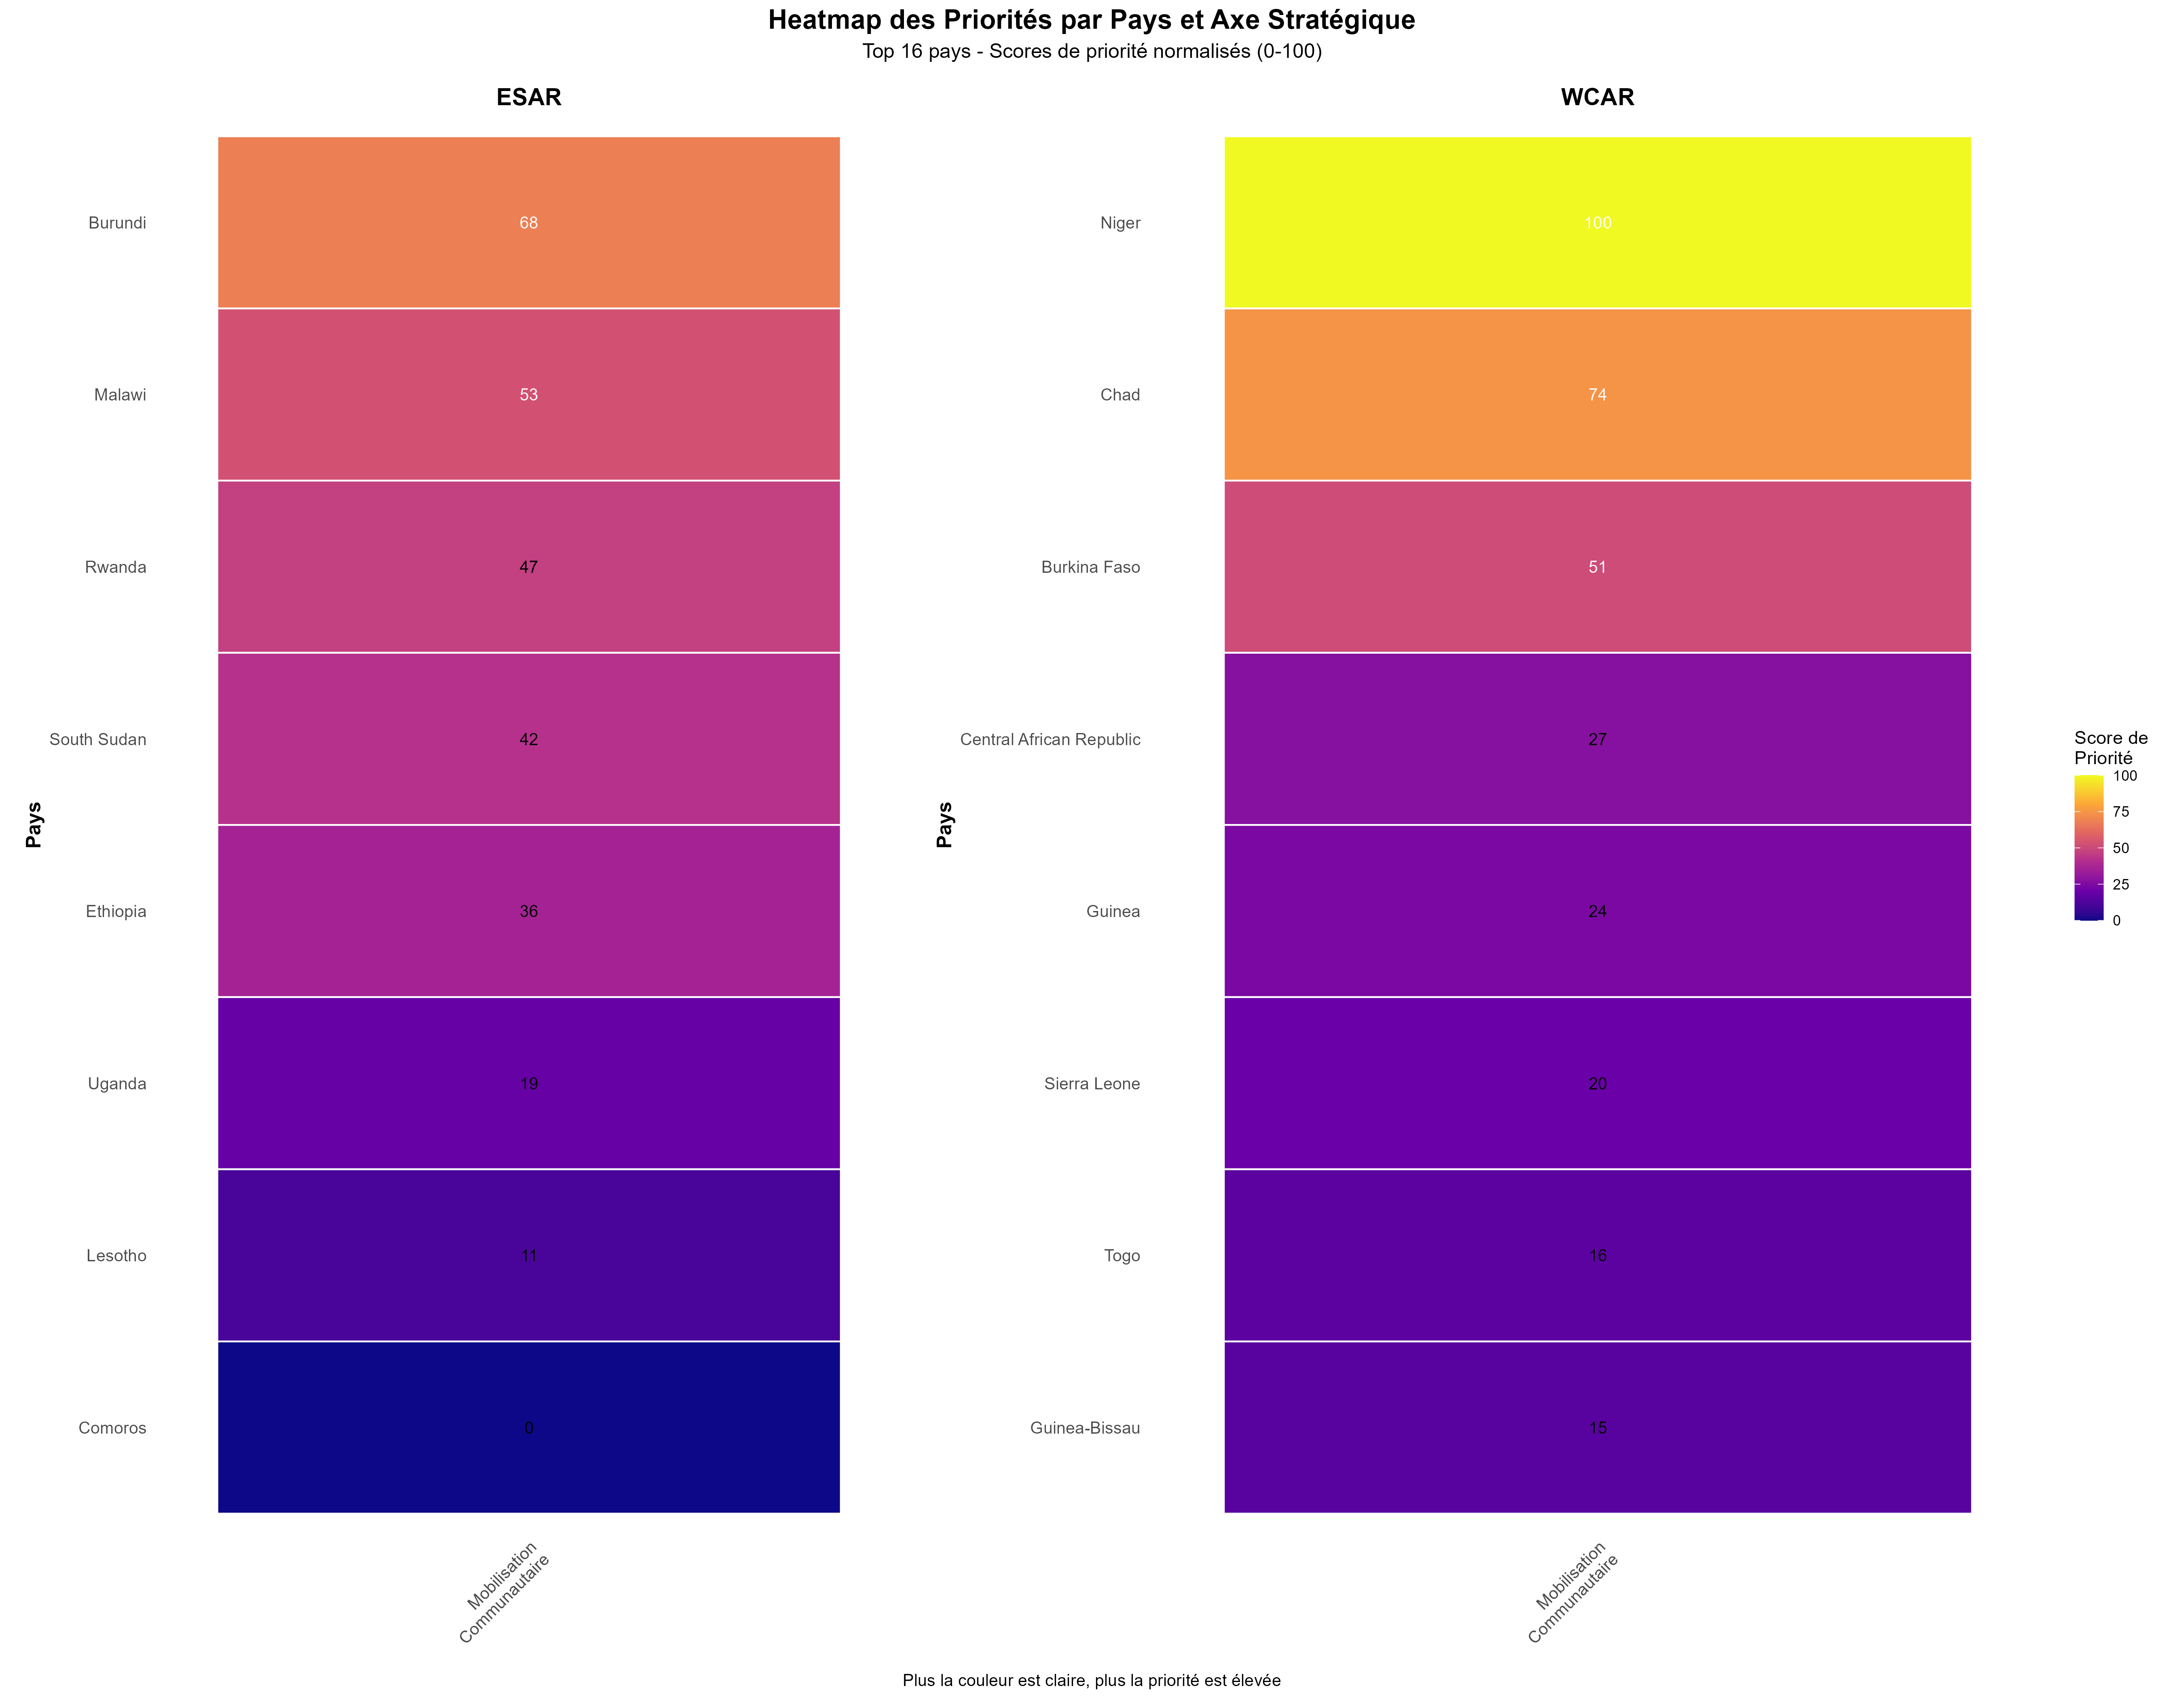 Heatmap des Priorités par Pays et Axe Stratégique
Top 16 pays - Scores de priorité normalisés (0-100)
ESAR
Pays
Burundi
68
Malawi
53
Rwanda
47
South Sudan
42
Ethiopia
36
Uganda
19
Lesotho
11
Comoros
0
Mobilisation
Communautaire
WCAR
Pays
Niger
100
Chad
74
Burkina Faso
51
Central African Republic
27
Guinea
24
Sierra Leone
20
Togo
16
Guinea-Bissau
15
Mobilisation
Communautaire
Score de
Priorité
100
75
50
25
0
Plus la couleur est claire, plus la priorité est élevée